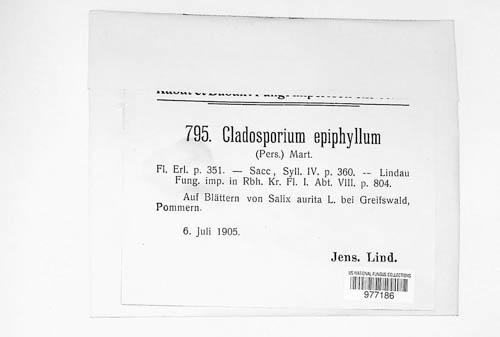 795. Cladosporium epiphyllum
(Pers.) Mart.
Fl. Erl. p. 351. — Sacc, Syll. IV. p. 360. -- Lindau
Fung. imp. in Rbh. Kr. Fl. I. Abt. VIII. p. 804.
Auf Blättern von Salix aurita L. bei Greifswald,
Pommern.
6. Juli 1905.
Jens. Lind.
US NATIONAL FUNGUS COLLECTIONS
977186